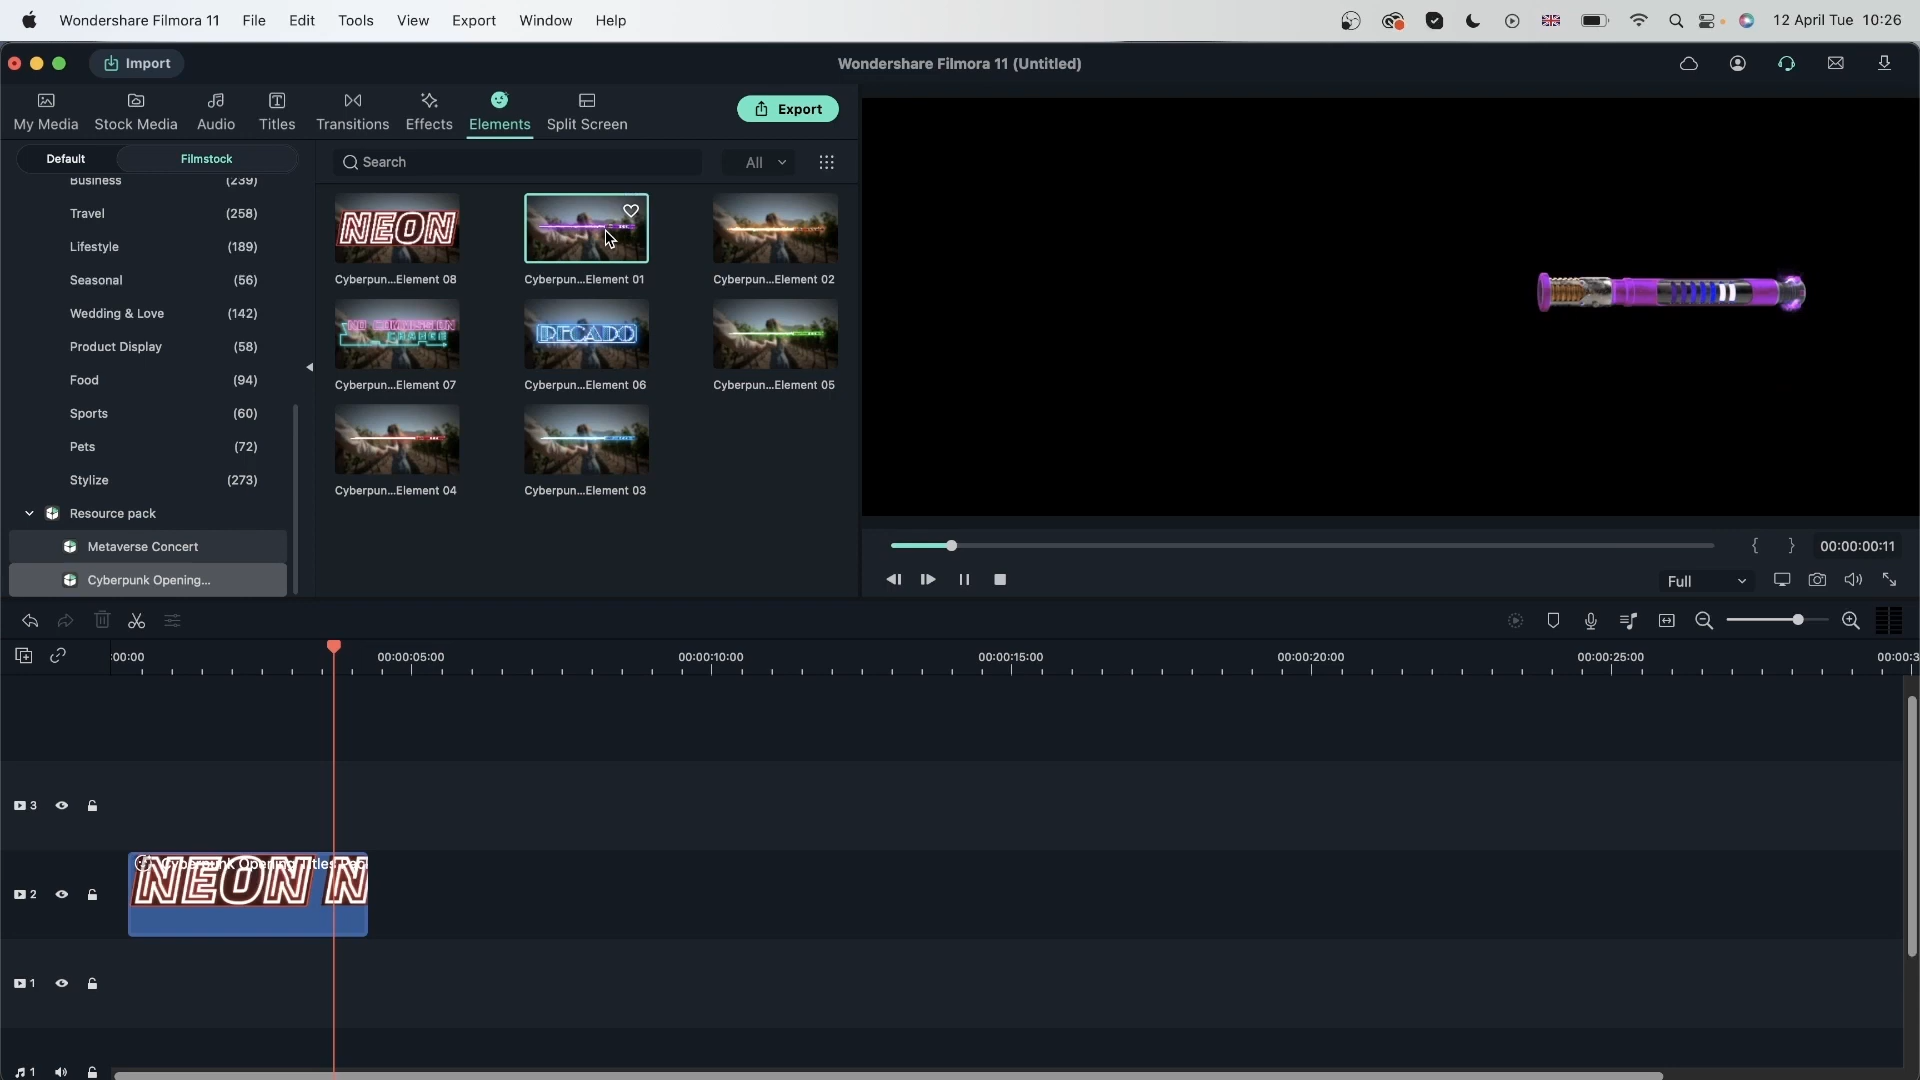 Wondershare Filmora 11 File Edit Tools View Export Window Help 12 April Tue 10:26
Import Wondershare Filmora 11 (Untitled)
My Media Stock Media Audio Titles Transitions Effects Elements Split Screen Export
Default Filmstock Search All
Business (239)
Travel (258)
Lifestyle (189)
Seasonal (56)
Wedding & Love (142)
Product Display (58)
Food (94)
Sports (60)
Pets (72)
Stylize (273)
Resource pack
Metaverse Concert
Cyberpunk Opening...
NEON
Cyberpun...Element 08 Cyberpun...Element 01 Cyberpun...Element 02
NO COMISSION
CHARGE
RECADO
Cyberpun...Element 07 Cyberpun...Element 06 Cyberpun...Element 05
Cyberpun...Element 04 Cyberpun...Element 03
{ } 00:00:00:11
Full
:00:00 00:00:05:00 00:00:10:00 00:00:15:00 00:00:20:00 00:00:25:00 00:00:3
3
Cyberpunk Opening Titles Pac
NEON N
2
1
1